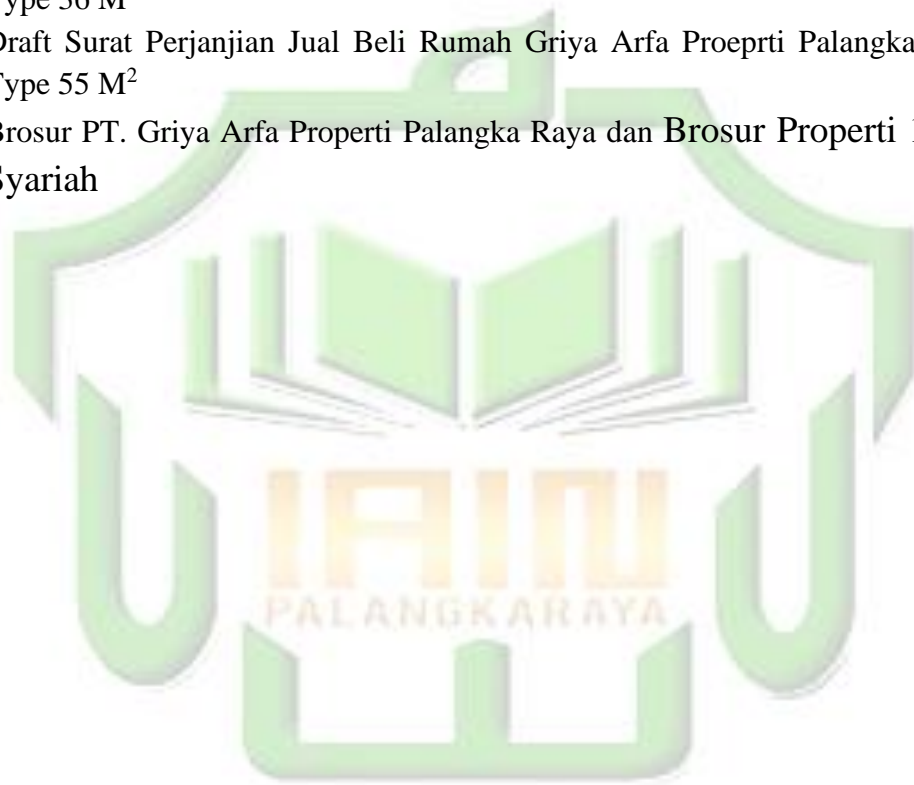 Type 36 M
Draft Surat Perjanjian Jual Beli Rumah Griya Arfa Proeprti Palangka
Type 55 M²
Brosur PT. Griya Arfa Properti Palangka Raya dan Brosur Properti
Syariah
IAIN
PALANGKARAYA